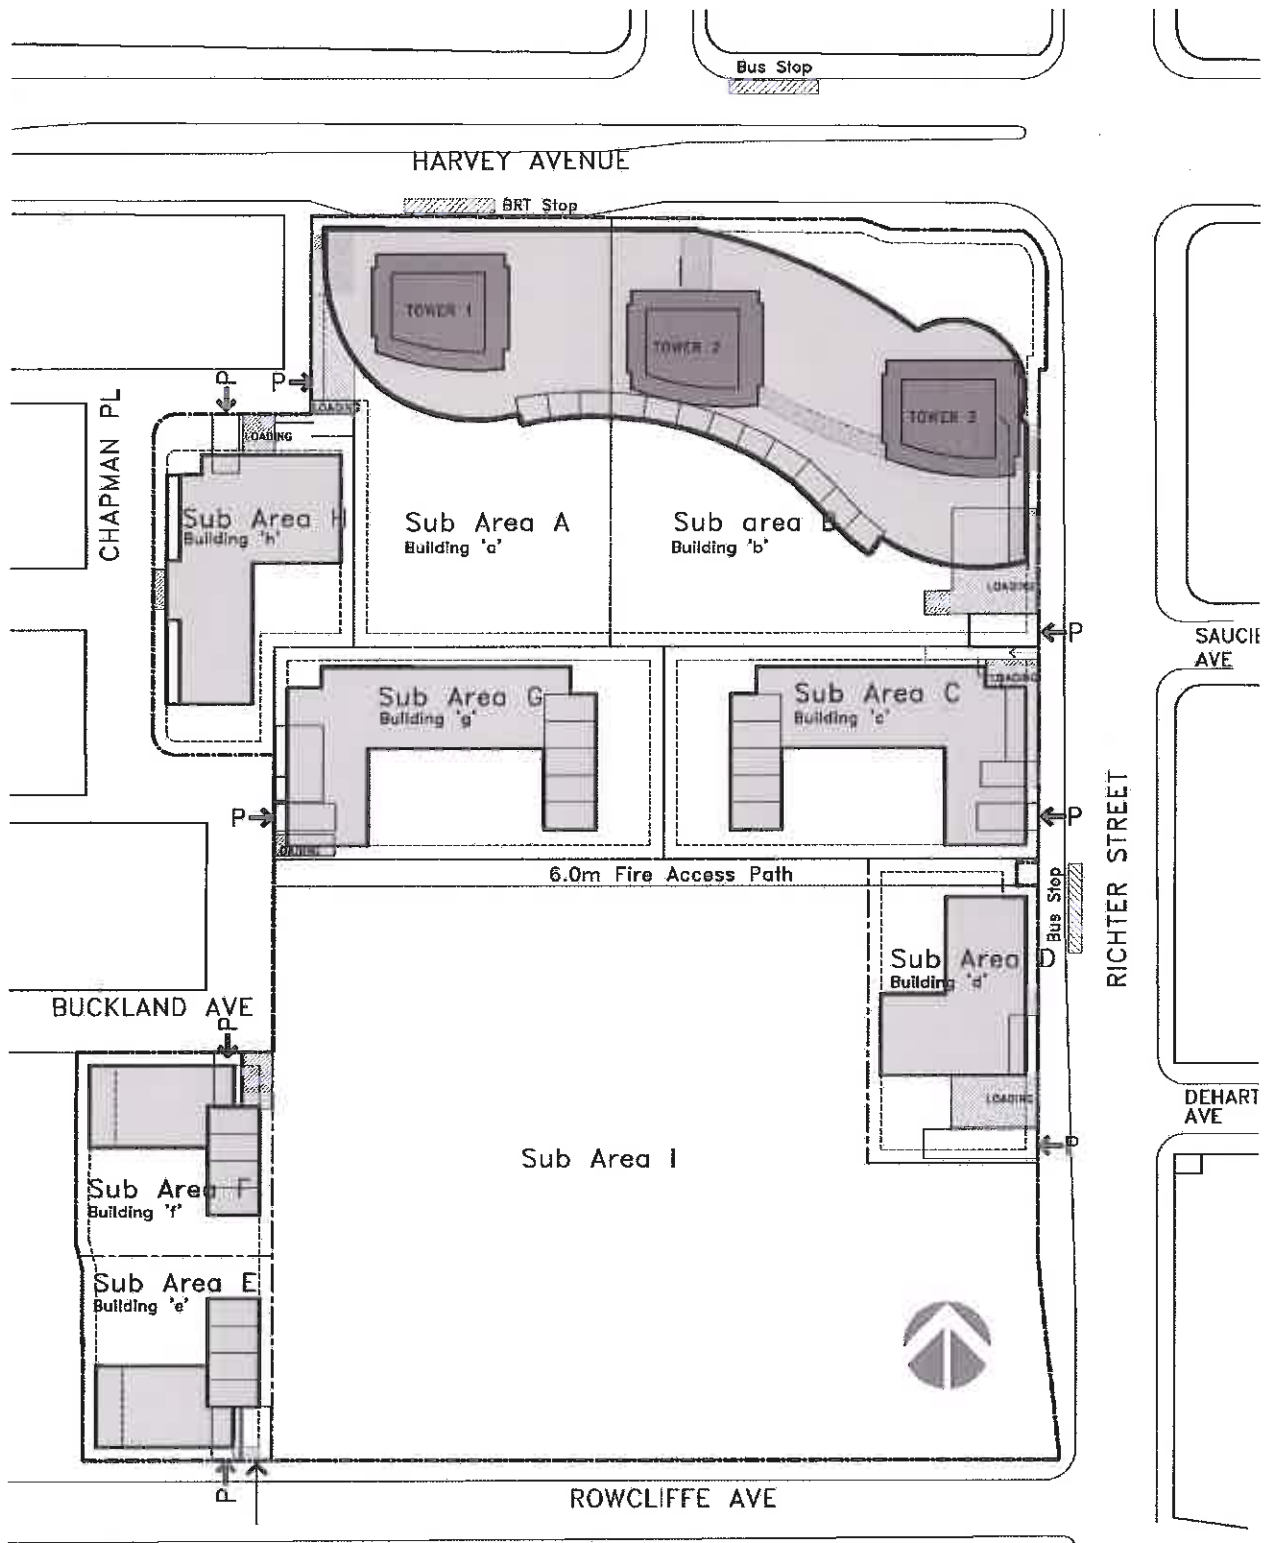 Bus Stop
HARVEY AVENUE
BRT Stop
TOWER 1
TOWER 2
TOWER 3
P
P
LOADING
LOADING
CHAPMAN PL
Sub Area H
Building 'h'
Sub Area A
Building 'a'
Sub area B
Building 'b'
LOADING
P
SAUCIE
AVE
LOADING
Sub Area G
Building 'g'
Sub Area C
Building 'c'
P
P
LOADING
RICHTER STREET
6.0m Fire Access Path
Bus Stop
Sub Area D
Building 'd'
BUCKLAND AVE
P
LOADING
DEHART
AVE
P
Sub Area I
Sub Area F
Building 'f'
Sub Area E
Building 'e'
P
ROWCLIFFE AVE